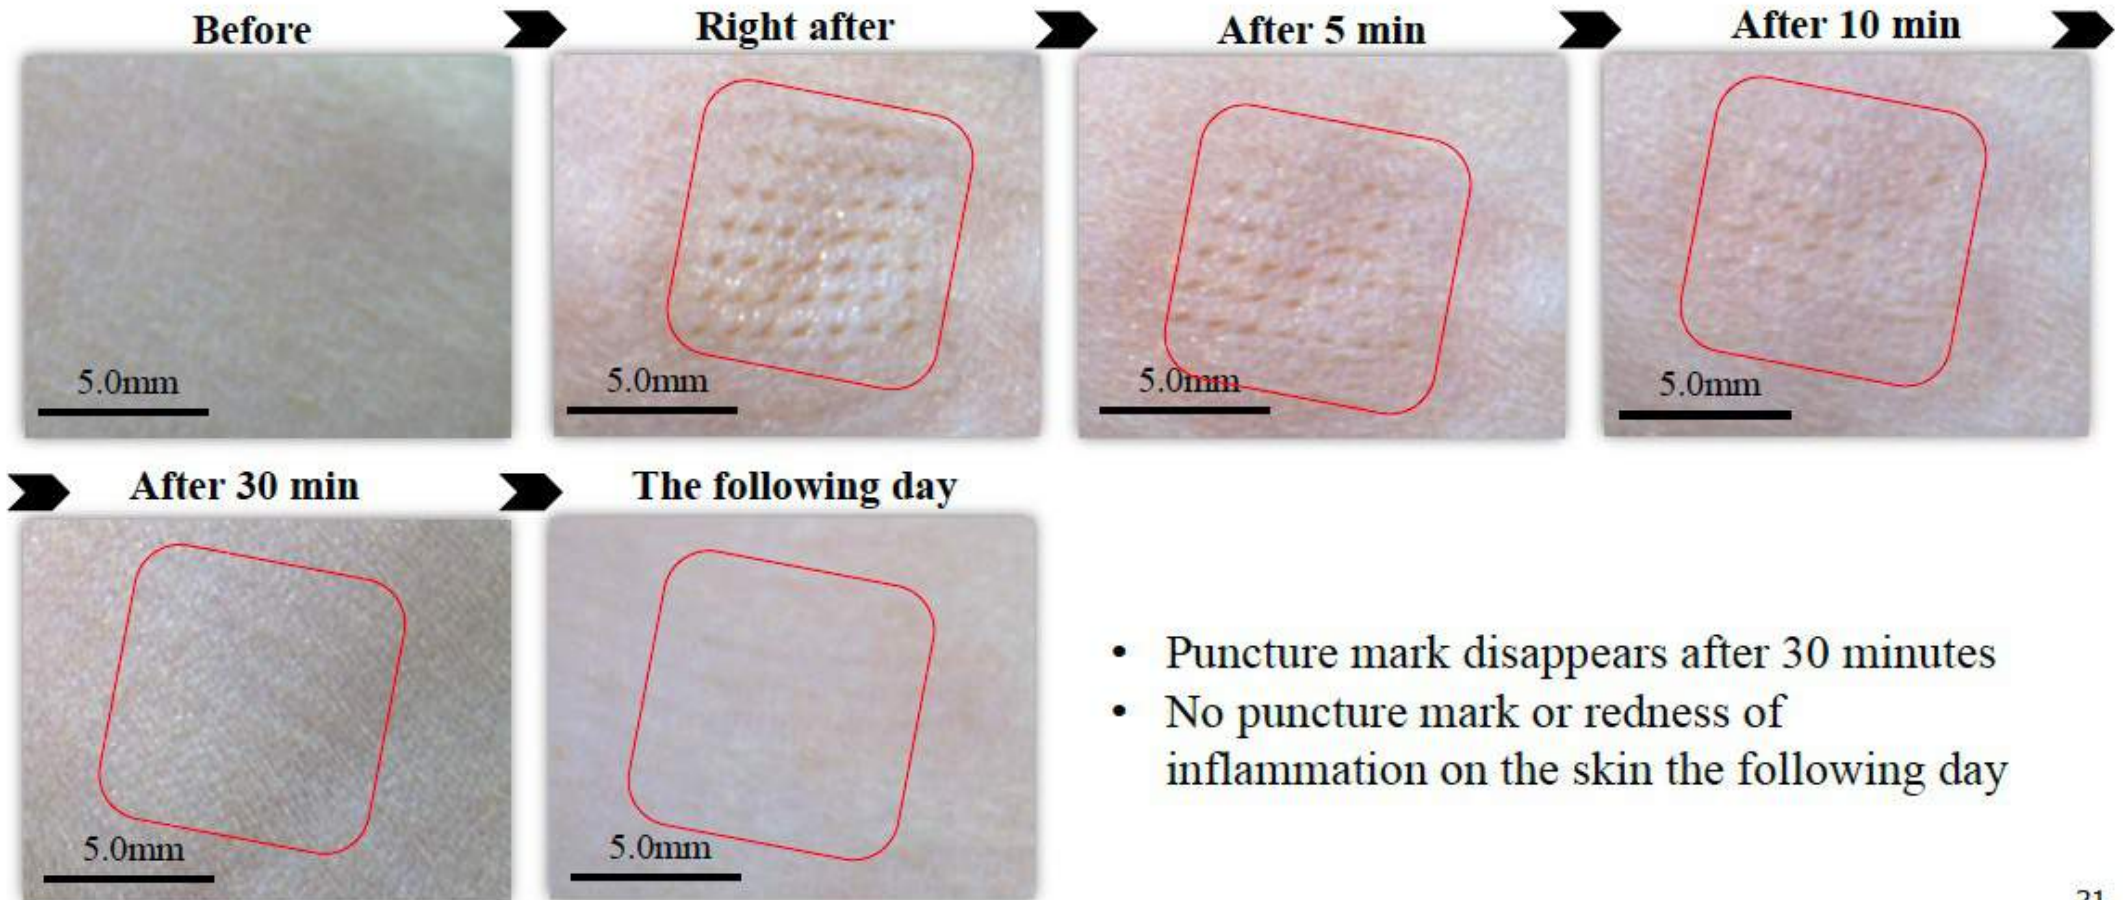 Before
Right after
After 5 min
After 10 min
5.0mm
5.0mm
5.0mm
5.0mm
After 30 min
The following day
5.0mm
5.0mm
• Puncture mark disappears after 30 minutes
• No puncture mark or redness of
inflammation on the skin the following day